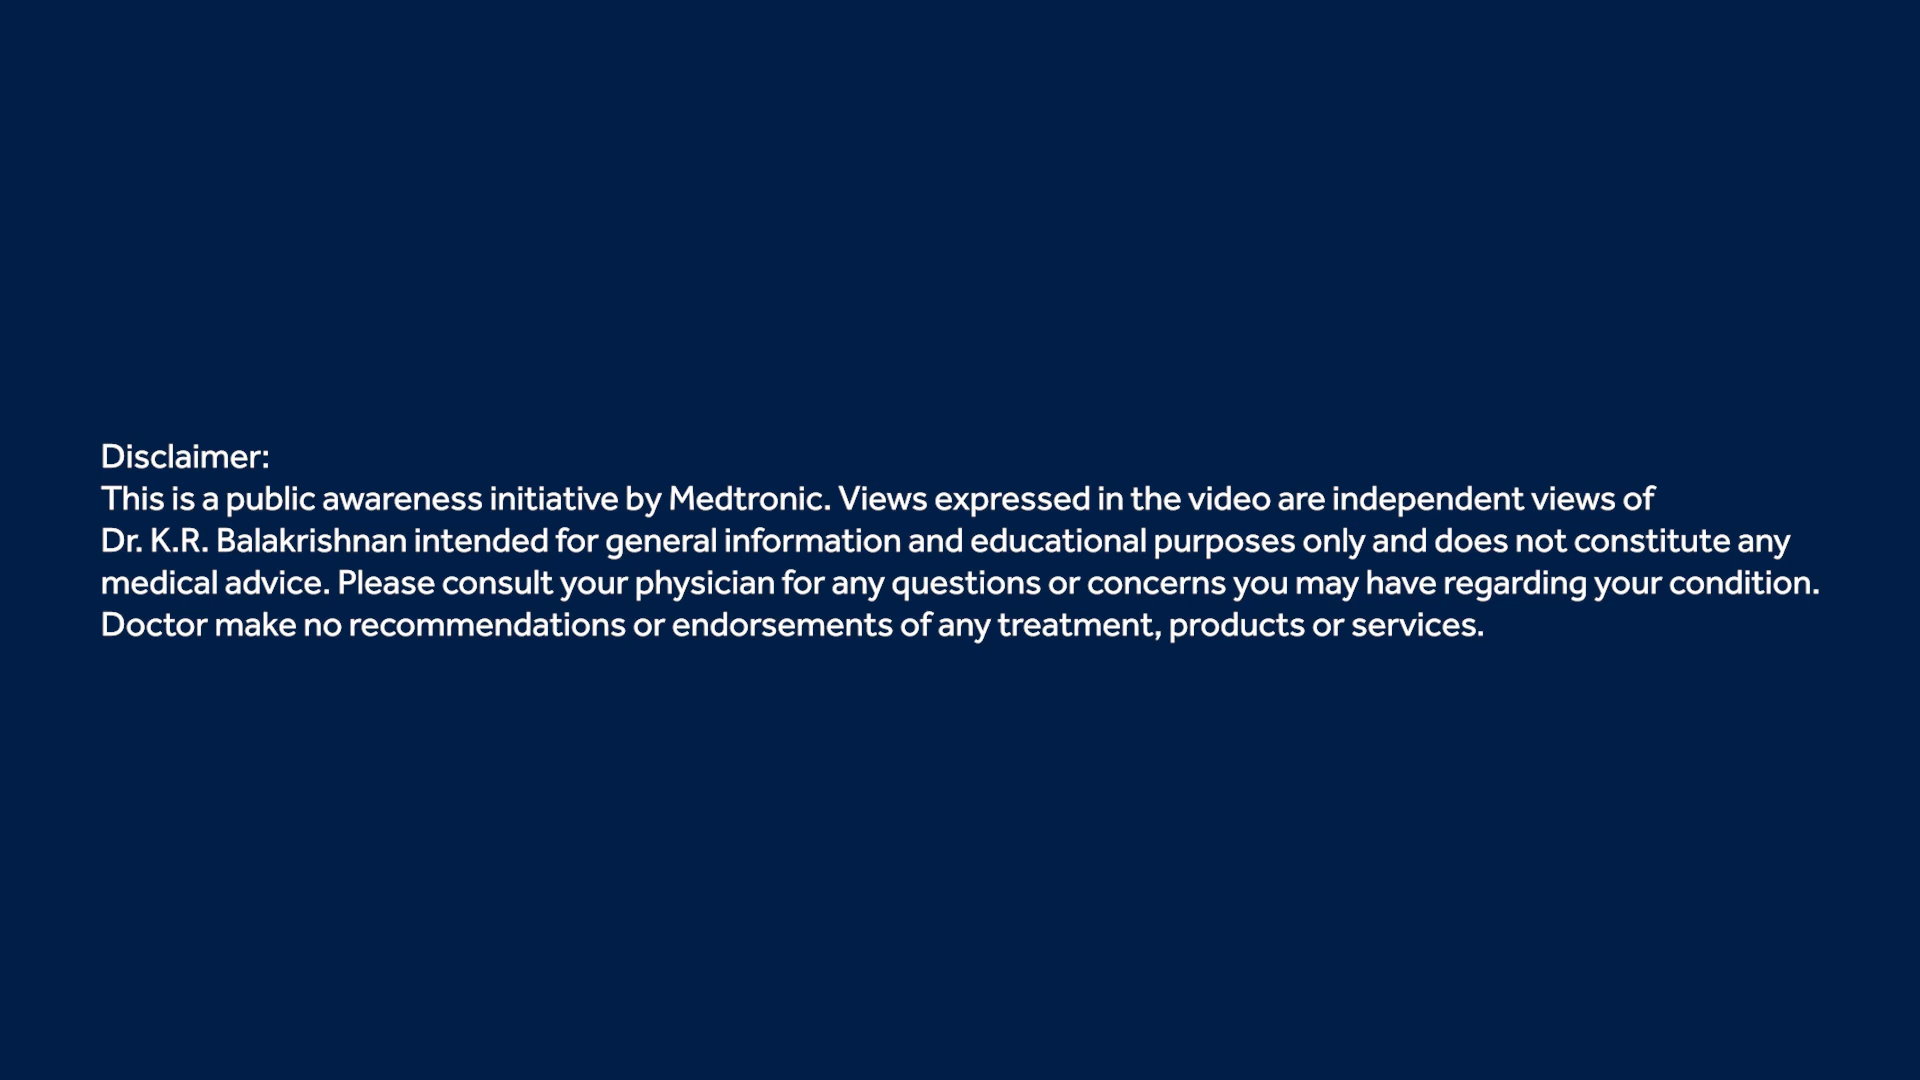 Disclaimer:
This is a public awareness initiative by Medtronic. Views expressed in the video are independent views of
Dr. K.R. Balakrishnan intended for general information and educational purposes only and does not constitute any
medical advice. Please consult your physician for any questions or concerns you may have regarding your condition.
Doctor make no recommendations or endorsements of any treatment, products or services.